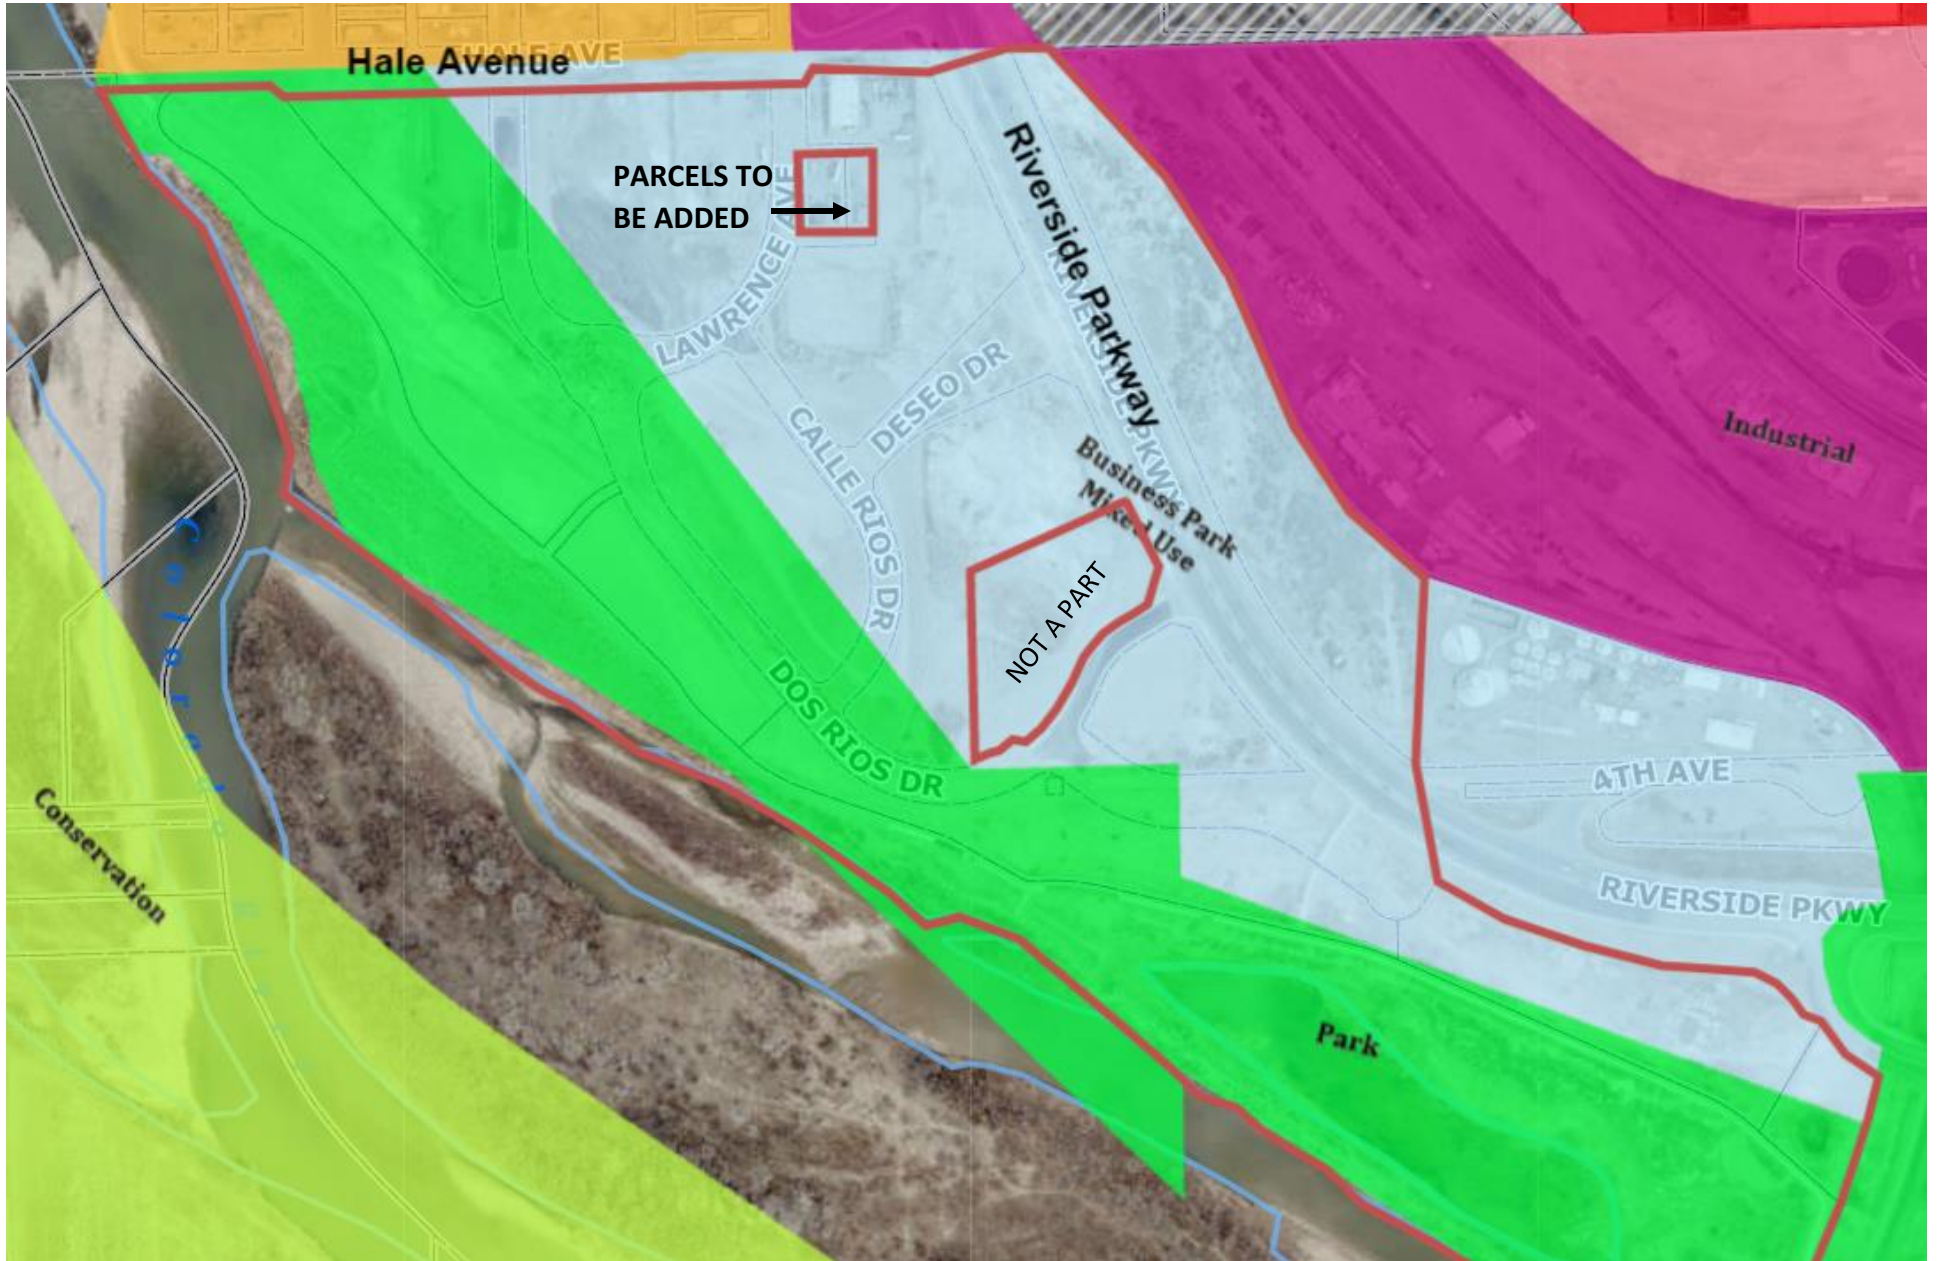 HALE AVE
Hale Avenue
PARCELS TO
BE ADDED
LAWRENCE AVE
Riverside Parkway
RIVERSIDE PKWY
DESEO DR
CALLE RIOS DR
Business Park
Mixed Use
Industrial
NOT A PART
DOS RIOS DR
4TH AVE
RIVERSIDE PKWY
Conservation
Colorado
Park